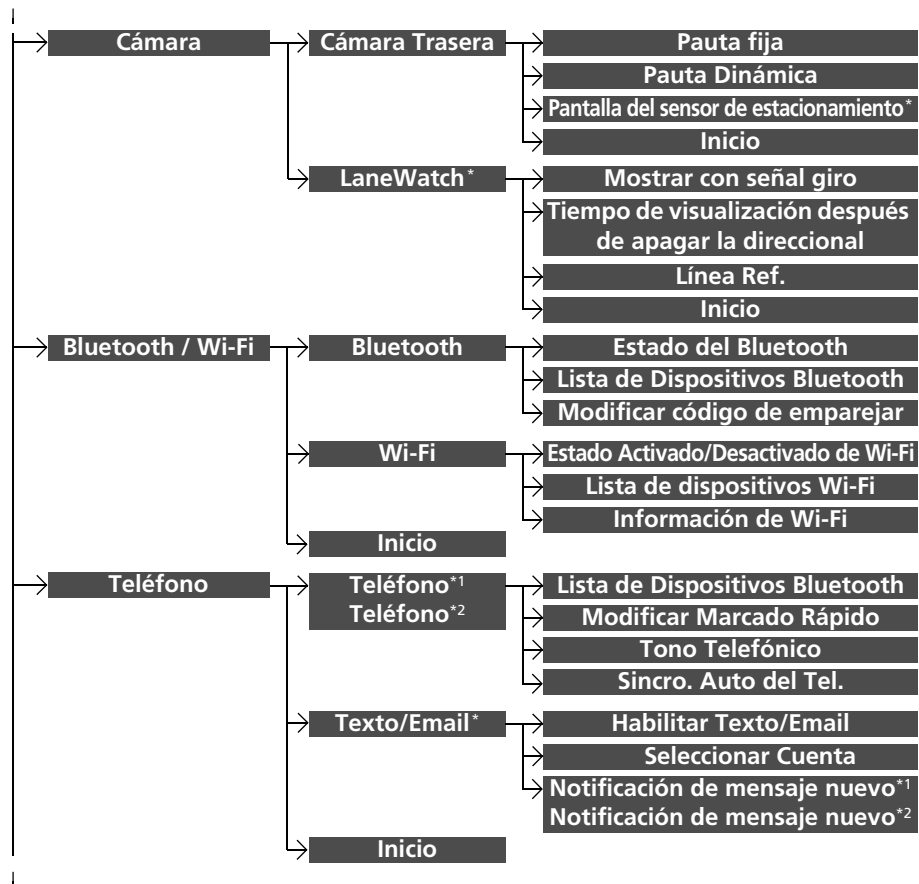 Cámara
Cámara Trasera
Pauta fija
Pauta Dinámica
Pantalla del sensor de estacionamiento*
Inicio
LaneWatch*
Mostrar con señal giro
Tiempo de visualización después
de apagar la direccional
Línea Ref.
Inicio
Bluetooth / Wi-Fi
Bluetooth
Estado del Bluetooth
Lista de Dispositivos Bluetooth
Modificar código de emparejar
Wi-Fi
Estado Activado/Desactivado de Wi-Fi
Lista de dispositivos Wi-Fi
Información de Wi-Fi
Inicio
Teléfono
Teléfono*1
Teléfono*2
Lista de Dispositivos Bluetooth
Modificar Marcado Rápido
Tono Telefónico
Sincro. Auto del Tel.
Texto/Email*
Habilitar Texto/Email
Seleccionar Cuenta
Notificación de mensaje nuevo*1
Notificación de mensaje nuevo*2
Inicio